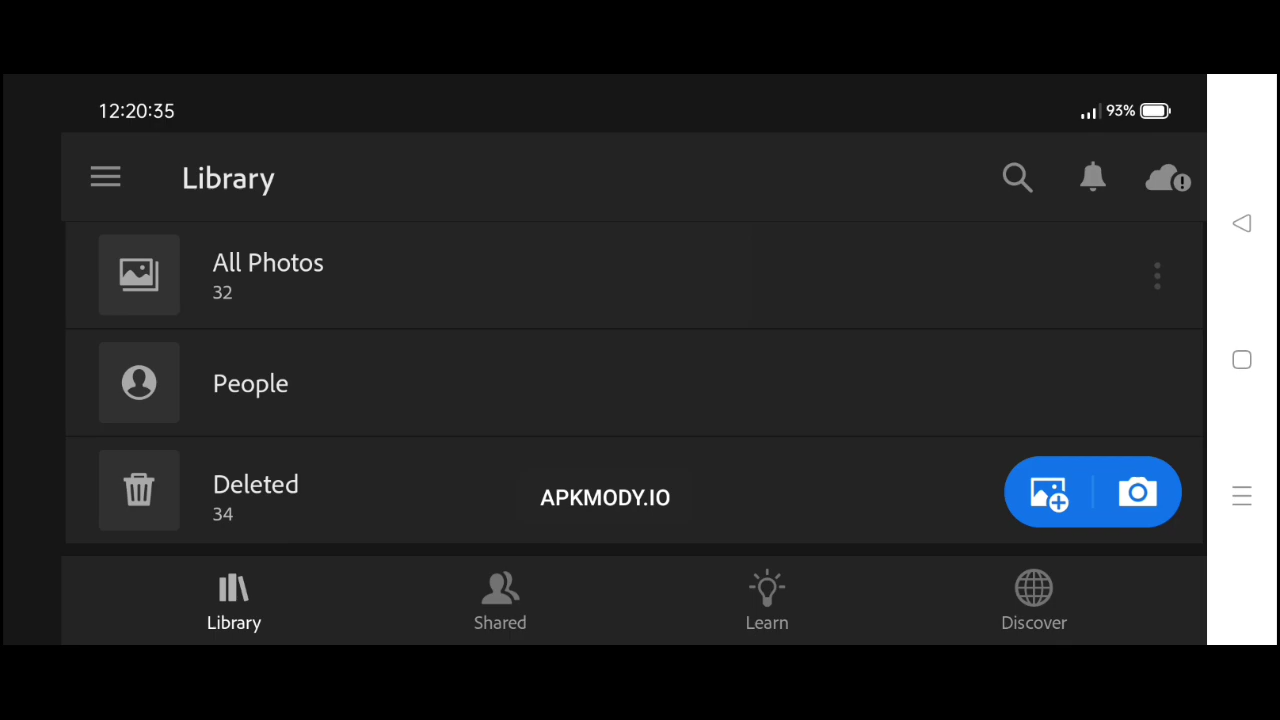 12:20:35
93%
Library
All Photos
32
People
Deleted
34
APKMODY.IO
Library
Shared
Learn
Discover